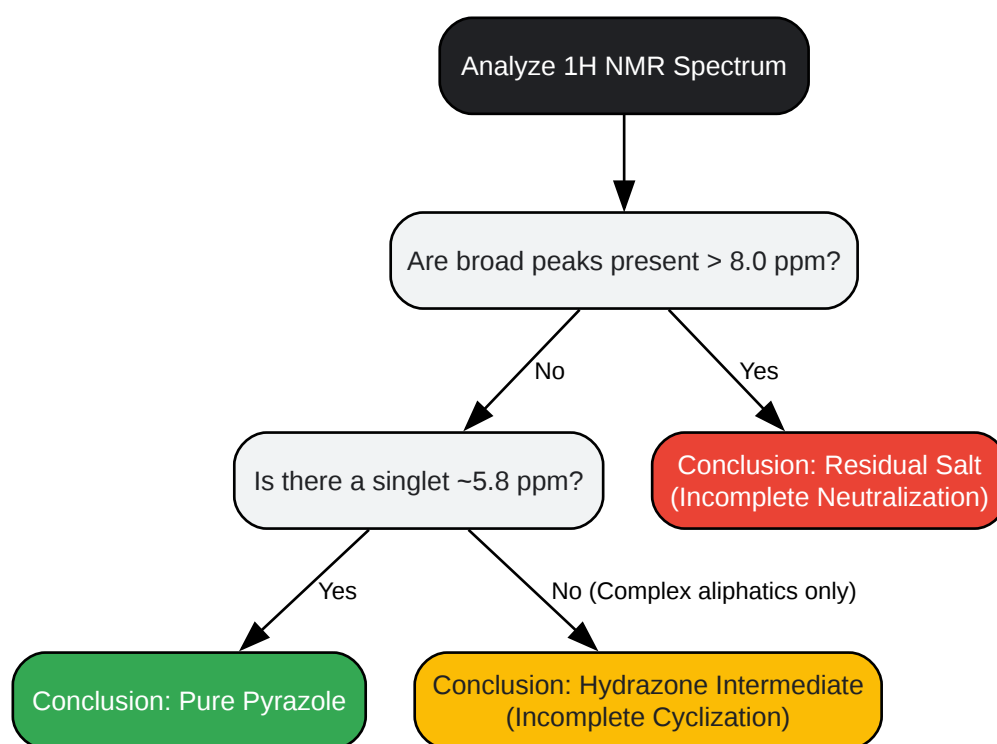 Analyze 1H NMR Spectrum
Are broad peaks present > 8.0 ppm?
No
Yes
Is there a singlet ~5.8 ppm?
Conclusion: Residual Salt
(Incomplete Neutralization)
Yes
No (Complex aliphatics only)
Conclusion: Pure Pyrazole
Conclusion: Hydrazone Intermediate
(Incomplete Cyclization)